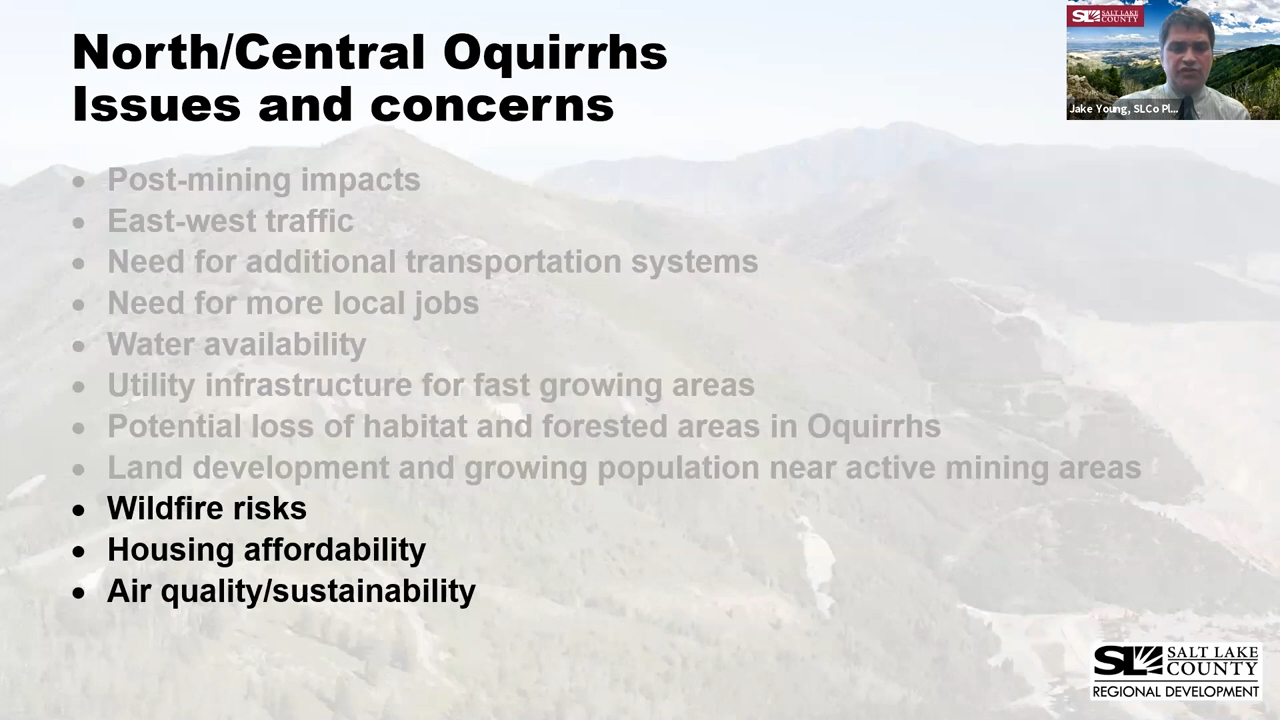 North/Central Oquirrhs
Issues and concerns
SALT LAKE
COUNTY
Jake Young, SLCo Pl...
• Post-mining impacts
• East-west traffic
• Need for additional transportation systems
• Need for more local jobs
• Water availability
• Utility infrastructure for fast growing areas
• Potential loss of habitat and forested areas in Oquirrhs
• Land development and growing population near active mining areas
• Wildfire risks
• Housing affordability
• Air quality/sustainability
SL SALT LAKE
COUNTY
REGIONAL DEVELOPMENT